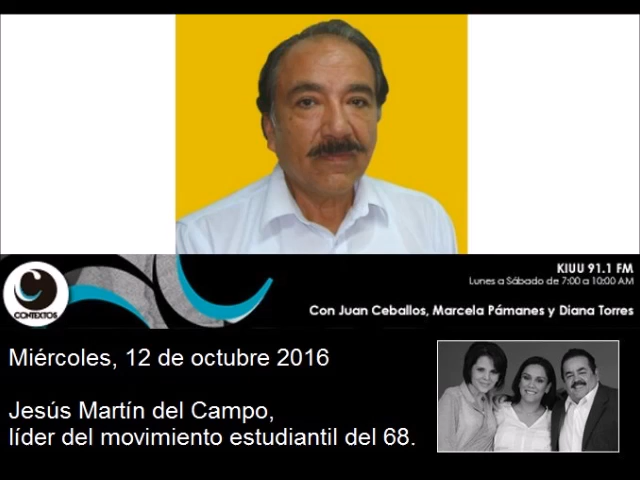 KIUU 91.1 FM
Lunes a Sábado de 7:00 a 10:00 AM
CONTEXTOS
Con Juan Ceballos, Marcela Pámanes y Diana Torres
Miércoles, 12 de octubre 2016
Jesús Martín del Campo,
líder del movimiento estudiantil del 68.